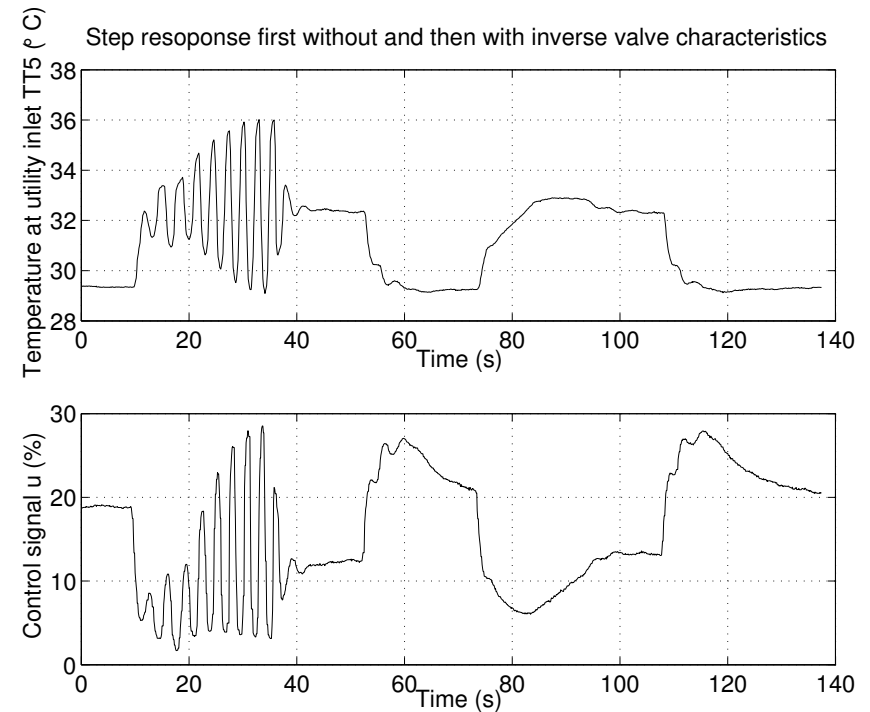 Step resoponse first without and then with inverse valve characteristics
Temperature at utility inlet TT5 (° C)
38
36
34
32
30
28
0 20 40 60 80 100 120 140
Time (s)
Control signal u (%)
30
20
10
0
0 20 40 60 80 100 120 140
Time (s)